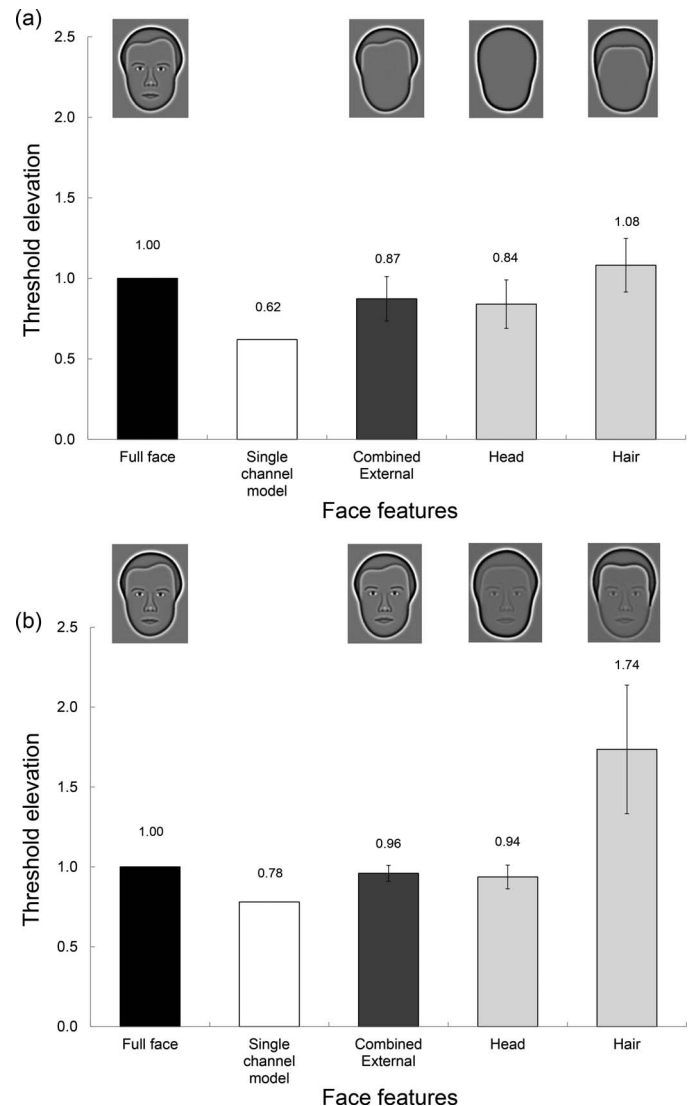 (a)
2.5
2.0
1.5
1.0
0.5
0.0
Threshold elevation
1.00
0.62
0.87
0.84
1.08
Full face
Single
channel
model
Combined
External
Head
Hair
Face features
(b)
2.5
2.0
1.5
1.0
0.5
0.0
Threshold elevation
1.00
0.78
0.96
0.94
1.74
Full face
Single
channel
model
Combined
External
Head
Hair
Face features